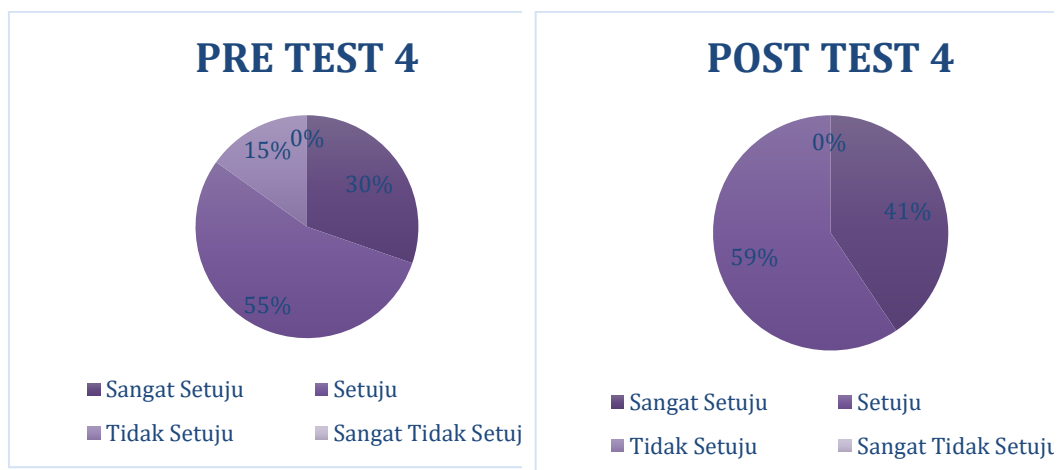 PRE TEST 4
0%
15%
30%
55%
Sangat Setuju
Setuju
Tidak Setuju
Sangat Tidak Setuj
POST TEST 4
0%
41%
59%
Sangat Setuju
Setuju
Tidak Setuju
Sangat Tidak Setuju